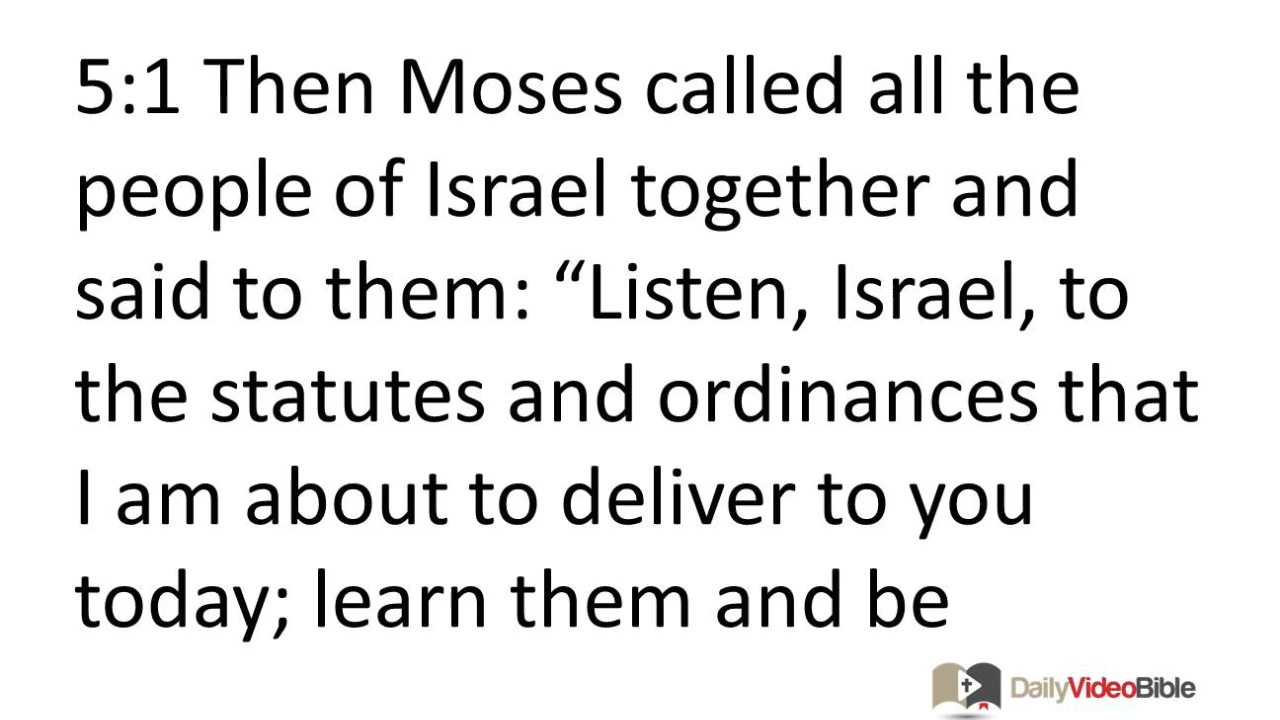 5:1 Then Moses called all the
people of Israel together and
said to them: “Listen, Israel, to
the statutes and ordinances that
I am about to deliver to you
today; learn them and be
DailyVideoBible